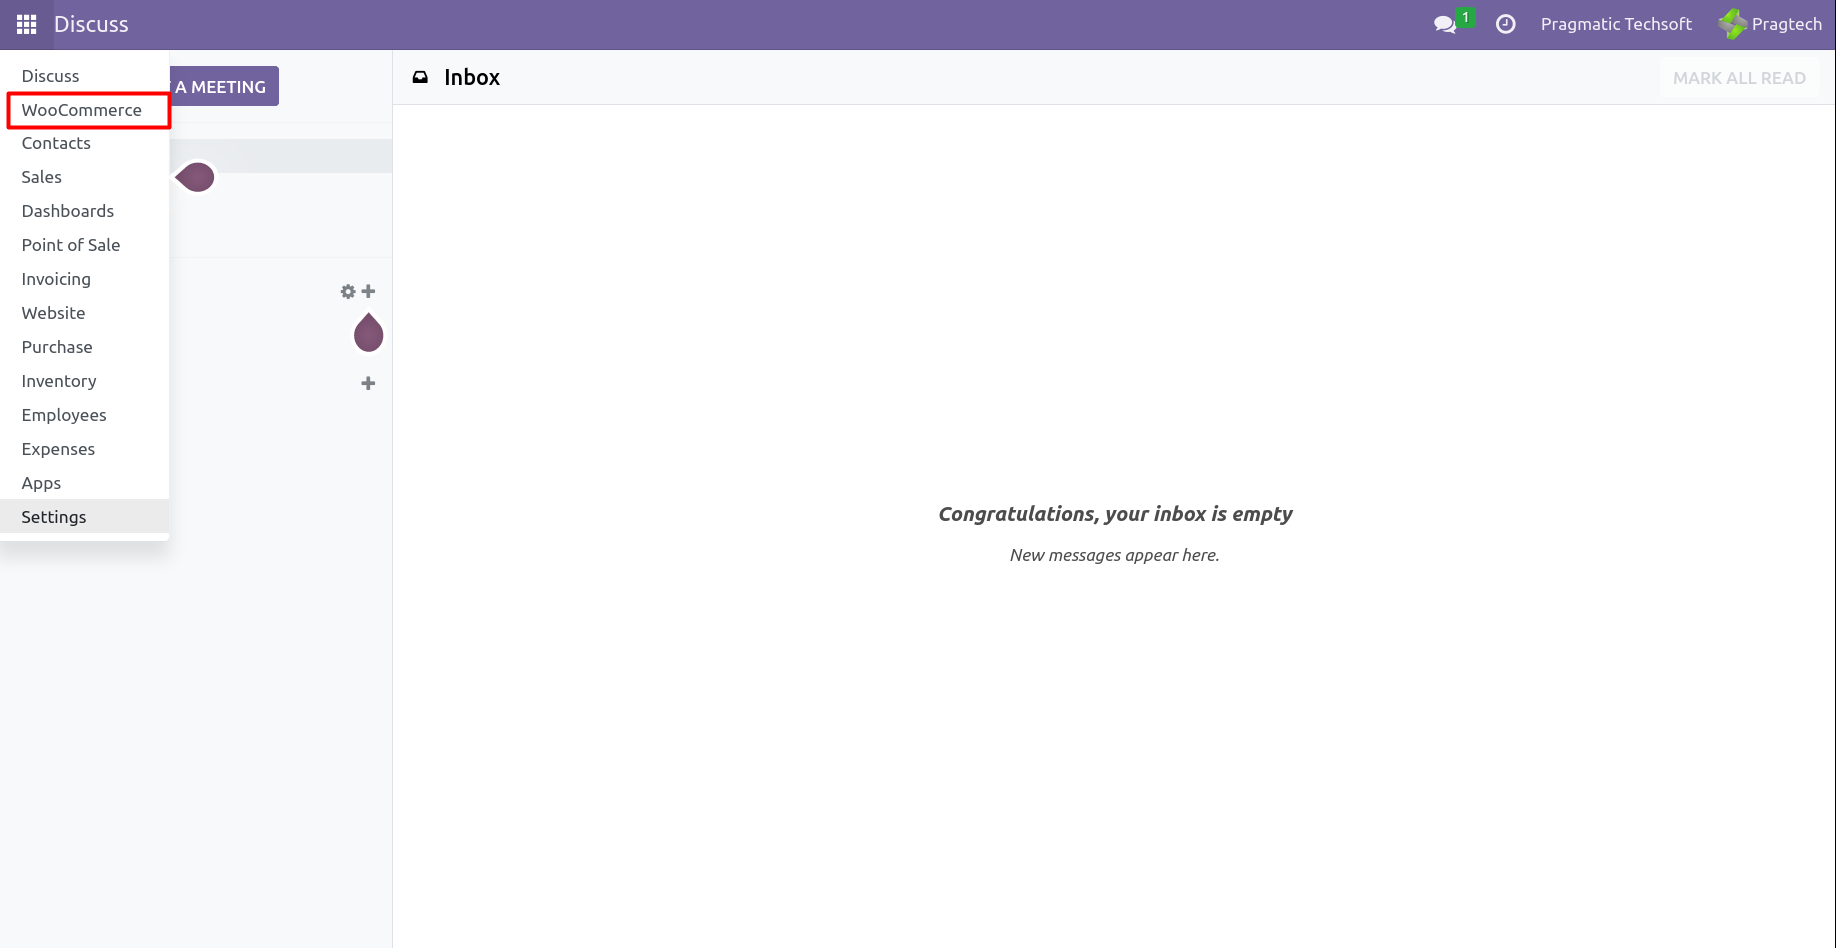 Discuss
1
Pragmatic Techsoft
Pragtech
Discuss
WooCommerce
Contacts
Sales
Dashboards
Point of Sale
Invoicing
Website
Purchase
Inventory
Employees
Expenses
Apps
Settings
A MEETING
Inbox
MARK ALL READ
Congratulations, your inbox is empty
New messages appear here.